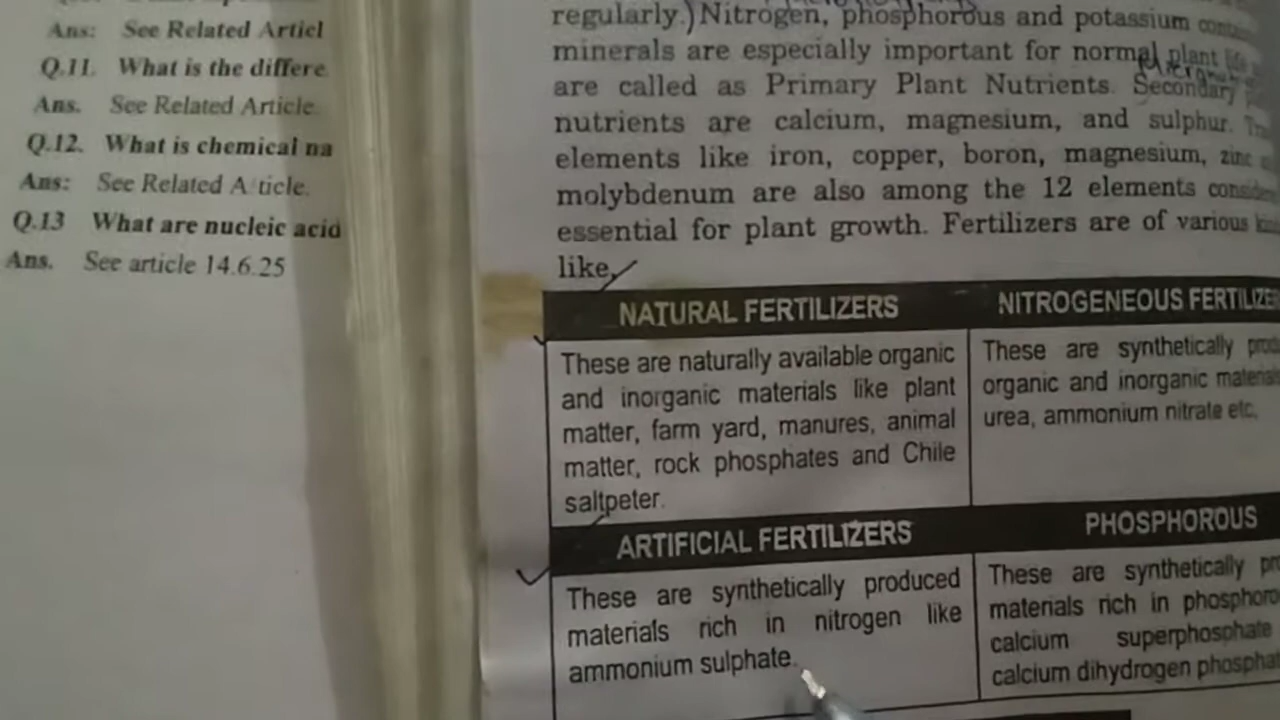 Ans: See Related Articl
Q.11. What is the differe
Ans. See Related Article.
Q.12. What is chemical na
Ans: See Related A ticle.
Q.13 What are nucleic acid
Ans. See article 14.6.25
regularly.) Nitrogen, phosphorous and potassium
minerals are especially important for normal plant life
are called as Primary Plant Nutrients. Secondary
nutrients are calcium, magnesium, and sulphur.
elements like iron, copper, boron, magnesium, zinc
molybdenum are also among the 12 elements
essential for plant growth. Fertilizers are of various
like,
NATURAL FERTILIZERS
These are naturally available organic
and inorganic materials like plant
matter, farm yard, manures, animal
matter, rock phosphates and Chile
saltpeter.
NITROGENEOUS FERTILIZE
These are synthetically
organic and inorganic
urea, ammonium nitrate etc.
ARTIFICIAL FERTILIZERS
These are synthetically produced
materials rich in nitrogen like
ammonium sulphate.
PHOSPHOROUS
These are synthetically
materials rich in phosphoro
calcium superphosphate
calcium dihydrogen phospha